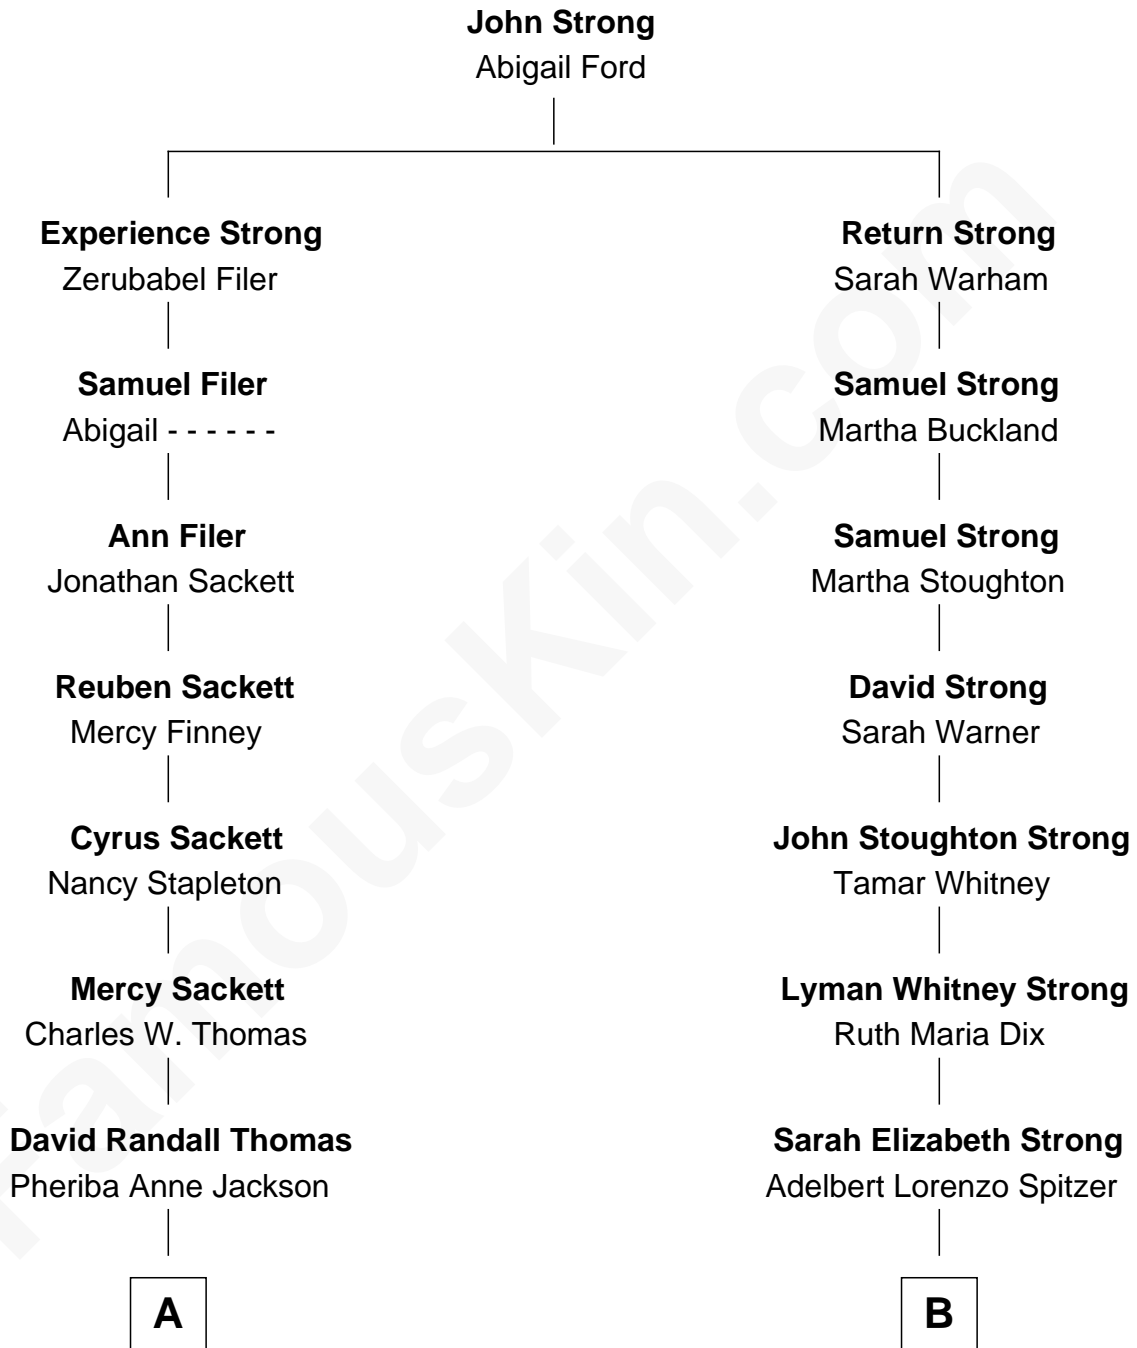 John Strong
Abigail Ford
Experience Strong
Zerubabel Filer
Return Strong
Sarah Warham
Samuel Filer
Abigail - - - - - -
Samuel Strong
Martha Buckland
Ann Filer
Jonathan Sackett
Samuel Strong
Martha Stoughton
Reuben Sackett
Mercy Finney
David Strong
Sarah Warner
Cyrus Sackett
Nancy Stapleton
John Stoughton Strong
Tamar Whitney
Mercy Sackett
Charles W. Thomas
Lyman Whitney Strong
Ruth Maria Dix
David Randall Thomas
Pheriba Anne Jackson
Sarah Elizabeth Strong
Adelbert Lorenzo Spitzer
A
B
FamousKin.com